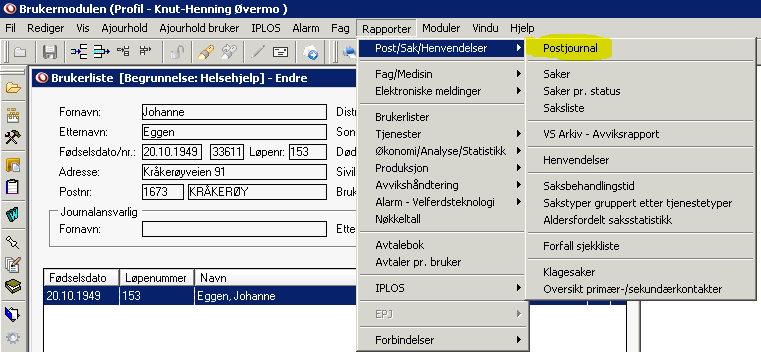 Brukermodulen (Profil - Knut-Henning Øvermo )
Fil Rediger Vis Ajourhold Ajourhold bruker IPLOS Alarm Fag Rapporter Moduler Vindu Hjelp
Brukerliste [Begrunnelse: Helsehjelp] - Endre
Fornavn: Johanne Distr
Etternavn: Eggen Son
Fødselsdato/nr.: 20.10.1949 33611 Løpenr: 153 Død
Adresse: Kråkerøyveien 91 Sivil
Postnr: 1673 KRÅKERØY Bruk
Journalansvarlig
Fornavn: Ette
Fødselsdato Løpenummer Navn
20.10.1949 153 Eggen, Johanne
Post/Sak/Henvendelser
Fag/Medisin
Elektroniske meldinger
Brukerlister
Tjenester
Økonomi/Analyse/Statistikk
Produksjon
Avvikshåndtering
Alarm - Velferdsteknologi
Nøkkeltall
Avtalebok
Avtaler pr. bruker
IPLOS
EPJ
Forbindelser
Postjournal
Saker
Saker pr. status
Saksliste
VS Arkiv - Avviksrapport
Henvendelser
Saksbehandlingstid
Sakstyper gruppert etter tjenestetyper
Aldersfordelt saksstatistikk
Forfall sjekkliste
Klagesaker
Oversikt primær-/sekundærkontakter